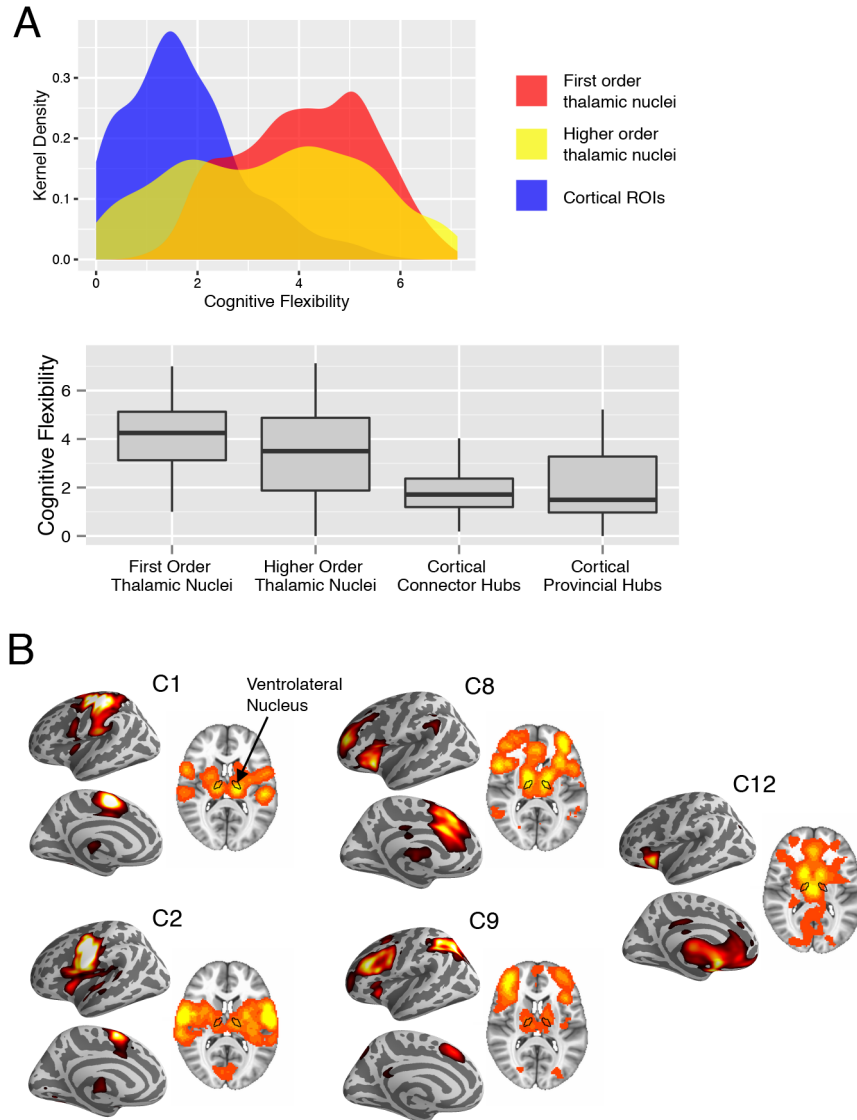 A
Kernel Density
0.3
0.2
0.1
0.0
0 2 4 6
Cognitive Flexibility
First order
thalamic nuclei
Higher order
thalamic nuclei
Cortical ROIs
Cognitive Flexibility
6
4
2
0
First Order
Thalamic Nuclei
Higher Order
Thalamic Nuclei
Cortical
Connector Hubs
Cortical
Provincial Hubs
B
C1
Ventrolateral
Nucleus
C8
C12
C2
C9